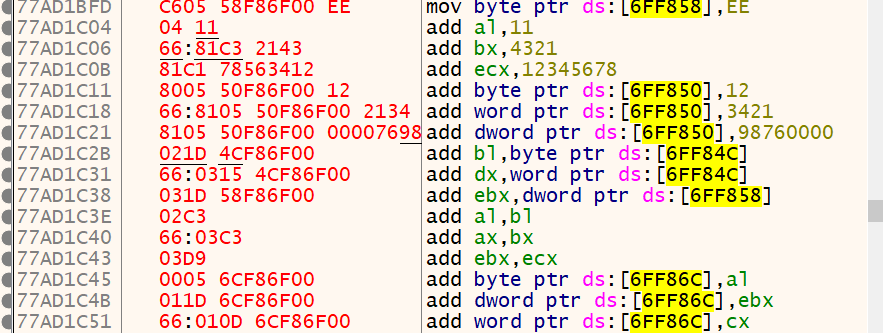 77AD1BFD C605 58F86F00 EE mov byte ptr ds:[6FF858],EE
77AD1C04 04 11 add al,11
77AD1C06 66:81C3 2143 add bx,4321
77AD1C0B 81C1 78563412 add ecx,12345678
77AD1C11 8005 50F86F00 12 add byte ptr ds:[6FF850],12
77AD1C18 66:8105 50F86F00 2134 add word ptr ds:[6FF850],3421
77AD1C21 8105 50F86F00 00007698 add dword ptr ds:[6FF850],98760000
77AD1C2B 021D 4CF86F00 add bl,byte ptr ds:[6FF84C]
77AD1C31 66:0315 4CF86F00 add dx,word ptr ds:[6FF84C]
77AD1C38 031D 58F86F00 add ebx,dword ptr ds:[6FF858]
77AD1C3E 02C3 add al,bl
77AD1C40 66:03C3 add ax,bx
77AD1C43 03D9 add ebx,ecx
77AD1C45 0005 6CF86F00 add byte ptr ds:[6FF86C],al
77AD1C4B 011D 6CF86F00 add dword ptr ds:[6FF86C],ebx
77AD1C51 66:010D 6CF86F00 add word ptr ds:[6FF86C],cx